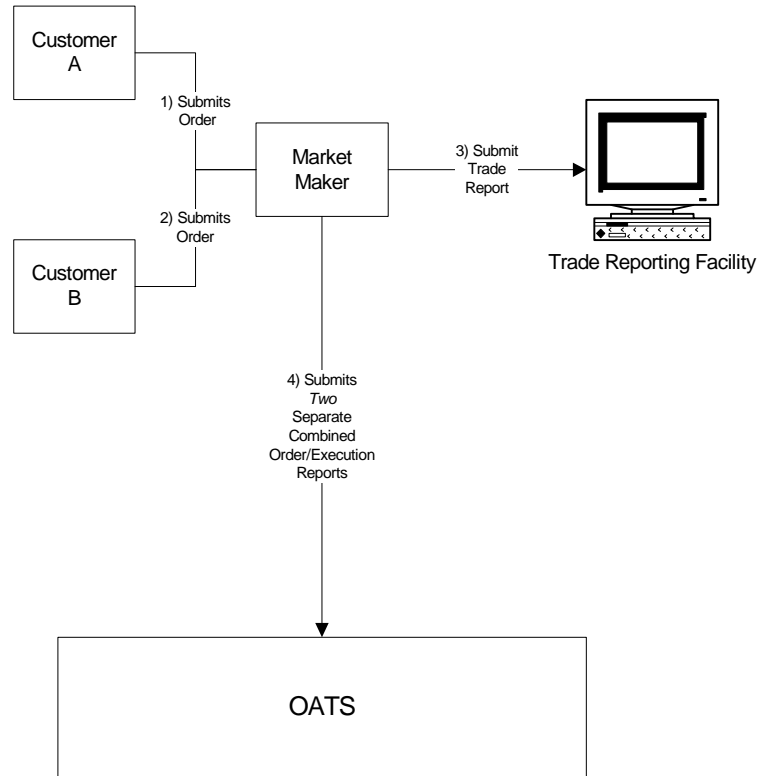 Customer
A
1) Submits
Order
Market
Maker
3) Submit
Trade
Report
2) Submits
Order
Customer
B
Trade Reporting Facility
4) Submits
Two
Separate
Combined
Order/Execution
Reports
OATS